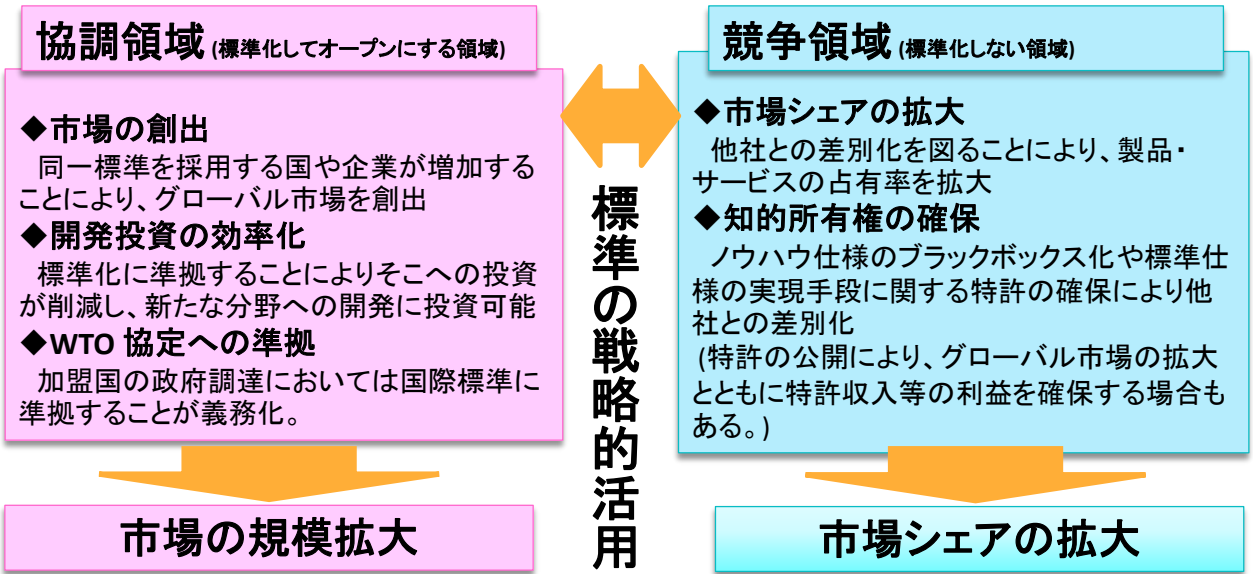 協調領域 (標準化してオープンにする領域)
◆市場の創出
同一標準を採用する国や企業が増加する
ことにより、グローバル市場を創出
◆開発投資の効率化
標準化に準拠することによりそこへの投資
が削減し、新たな分野への開発に投資可能
◆WTO 協定への準拠
加盟国の政府調達においては国際標準に
準拠することが義務化。
市場の規模拡大
標準の戦略的活用
競争領域 (標準化しない領域)
◆市場シェアの拡大
他社との差別化を図ることにより、製品・
サービスの占有率を拡大
◆知的所有権の確保
ノウハウ仕様のブラックボックス化や標準仕
様の実現手段に関する特許の確保により他
社との差別化
(特許の公開により、グローバル市場の拡大
とともに特許収入等の利益を確保する場合も
ある。)
市場シェアの拡大